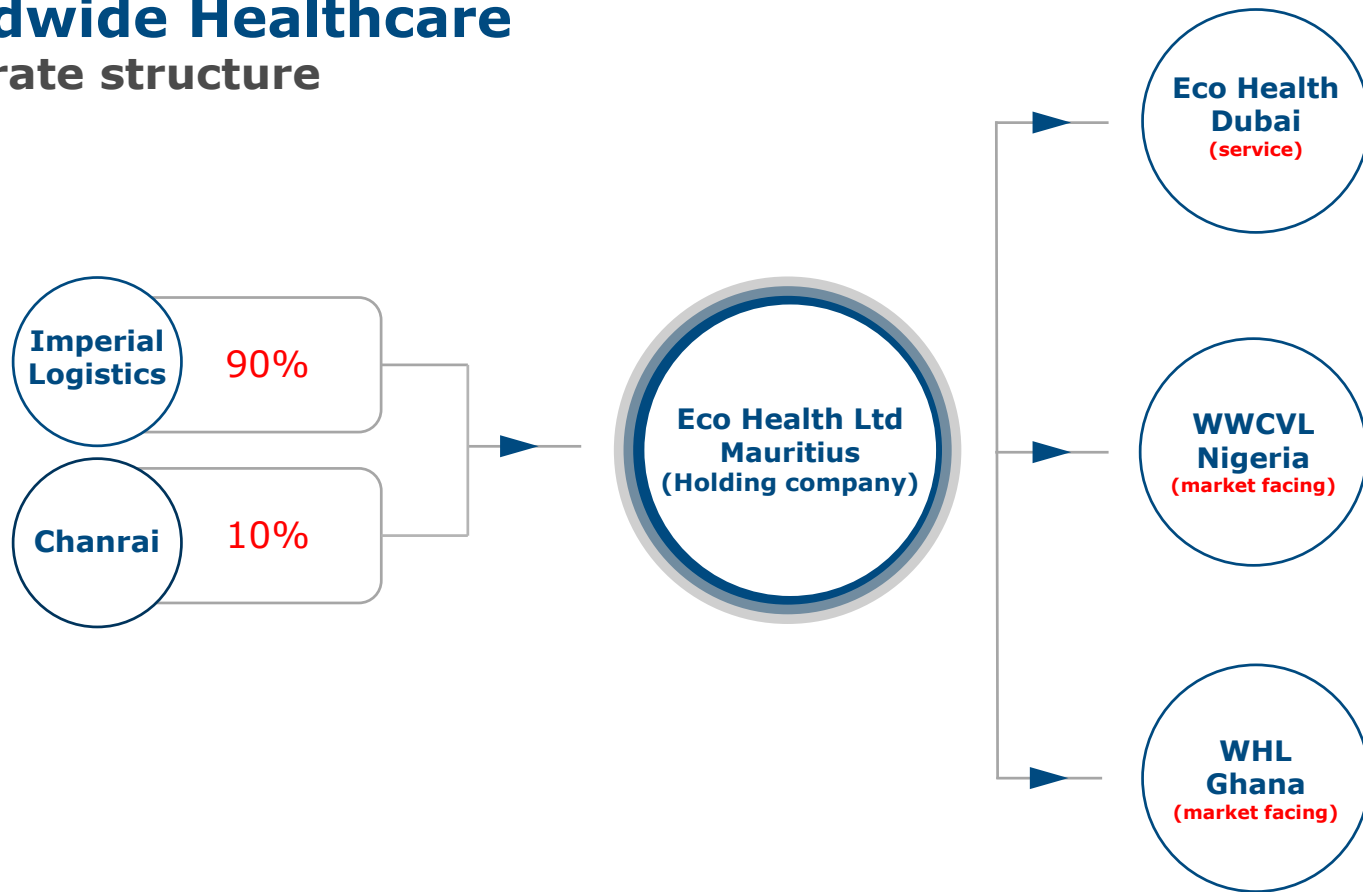 dwide Healthcare
rate structure
Imperial
Logistics
90%
Chanrai
10%
Eco Health Ltd
Mauritius
(Holding company)
Eco Health
Dubai
(service)
WWCVL
Nigeria
(market facing)
WHL
Ghana
(market facing)